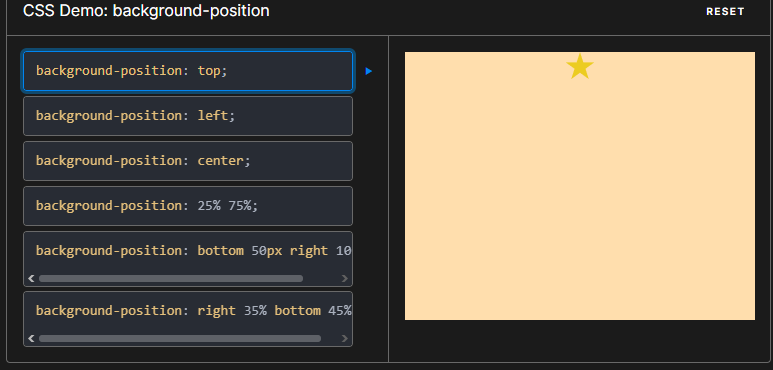 CSS Demo: background-position
RESET
background-position: top;
background-position: left;
background-position: center;
background-position: 25% 75%;
background-position: bottom 50px right 10
background-position: right 35% bottom 45%